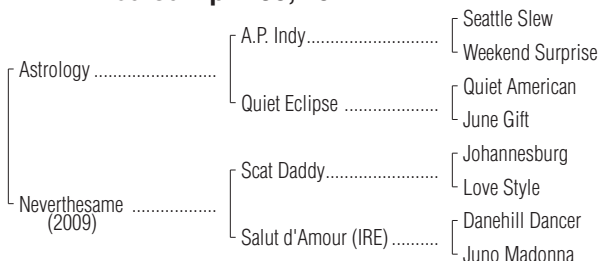 Astrology
A.P. Indy
Seattle Slew
Weekend Surprise
Quiet Eclipse
Quiet American
June Gift
Neverthesame
(2009)
Scat Daddy
Johannesburg
Love Style
Salut d'Amour (IRE)
Danehill Dancer
Juno Madonna